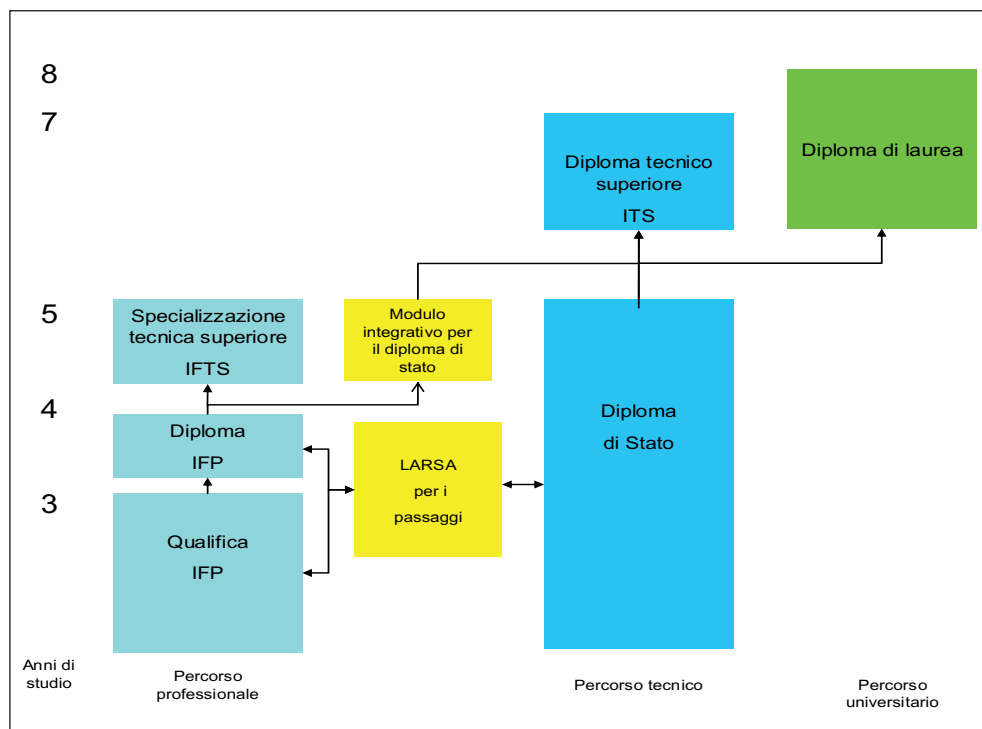 8
7
Diploma tecnico
superiore
ITS
Diploma di laurea
5
Specializzazione
tecnica superiore
IFTS
Modulo
integrativo per
il diploma di
stato
4
Diploma
IFP
Diploma
di Stato
LARSA
per i
passaggi
3
Qualifica
IFP
Anni di
studio
Percorso
professionale
Percorso tecnico
Percorso
universitario